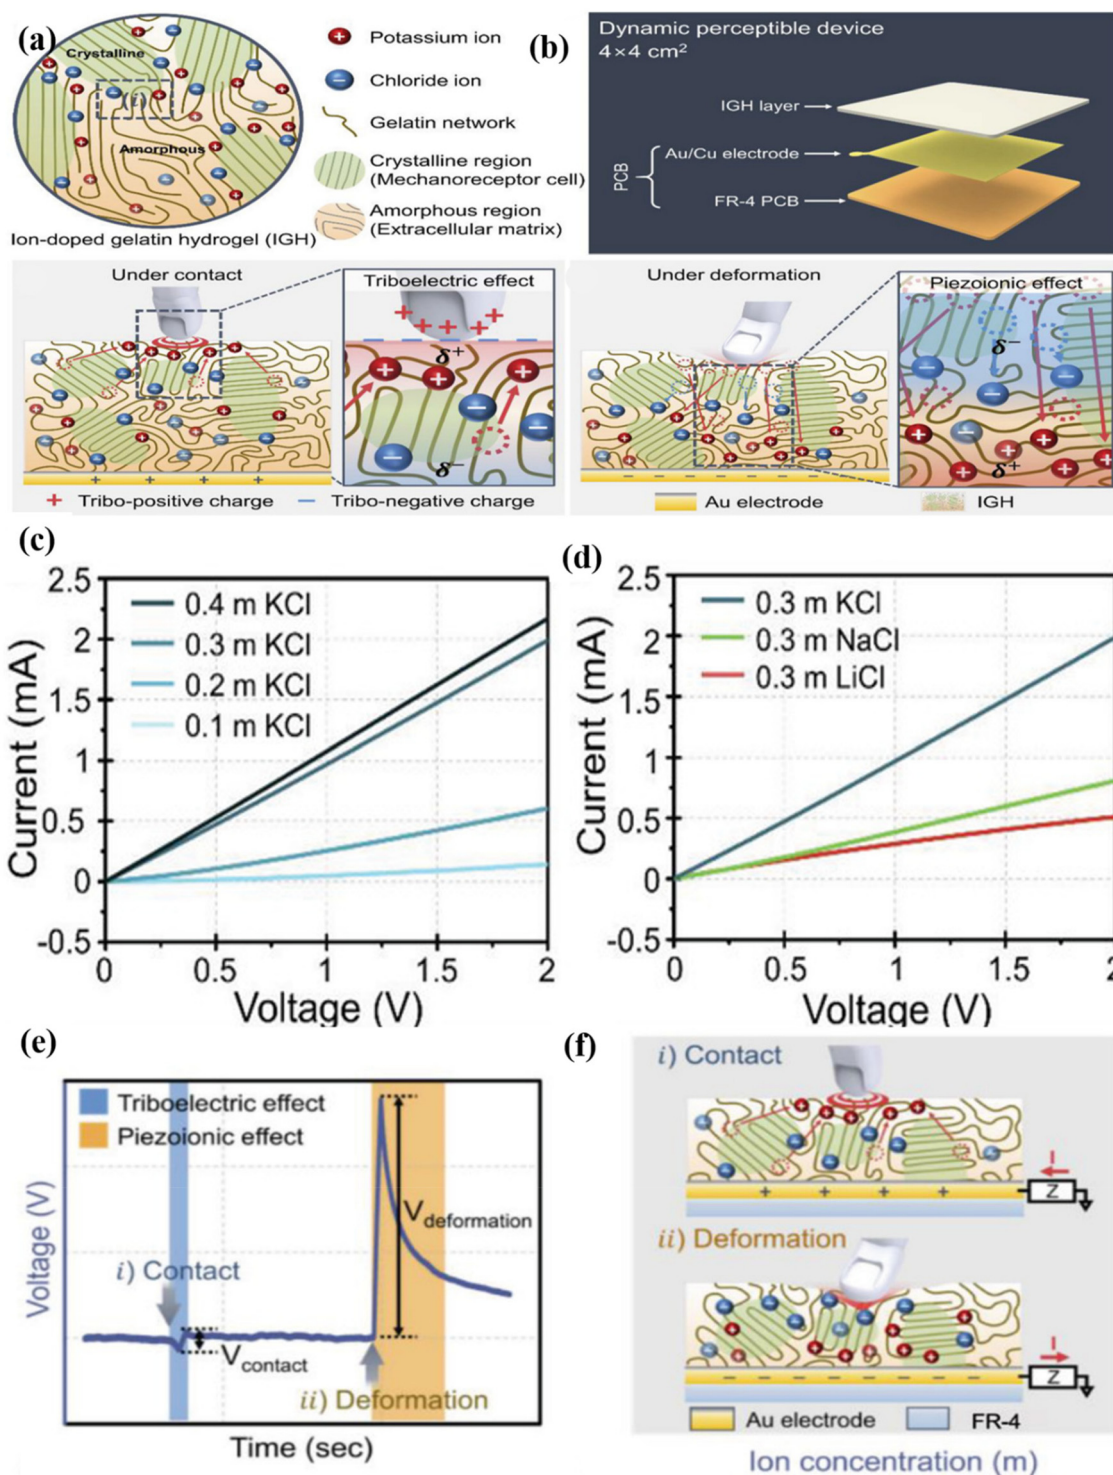 (a)
Crystalline
(i)
Amorphous
Ion-doped gelatin hydrogel (IGH)
Potassium ion
Chloride ion
Gelatin network
Crystalline region
(Mechanoreceptor cell)
Amorphous region
(Extracellular matrix)
(b)
Dynamic perceptible device
4×4 cm²
IGH layer
Au/Cu electrode
FR-4 PCB
PCB
Under contact
Triboelectric effect
δ⁺
δ⁻
+ Tribo-positive charge
− Tribo-negative charge
Under deformation
Piezoionic effect
δ⁻
δ⁺
Au electrode
IGH
(c)
2.5
2
1.5
1
0.5
0
-0.5
Current (mA)
0.4 m KCl
0.3 m KCl
0.2 m KCl
0.1 m KCl
0 0.5 1 1.5 2
Voltage (V)
(d)
2.5
2
1.5
1
0.5
0
-0.5
Current (mA)
0.3 m KCl
0.3 m NaCl
0.3 m LiCl
0 0.5 1 1.5 2
Voltage (V)
(e)
Triboelectric effect
Piezoionic effect
Voltage (V)
V deformation
i) Contact
V contact
ii) Deformation
Time (sec)
(f)
i) Contact
I
Z
ii) Deformation
I
Z
Au electrode
FR-4
Ion concentration (m)